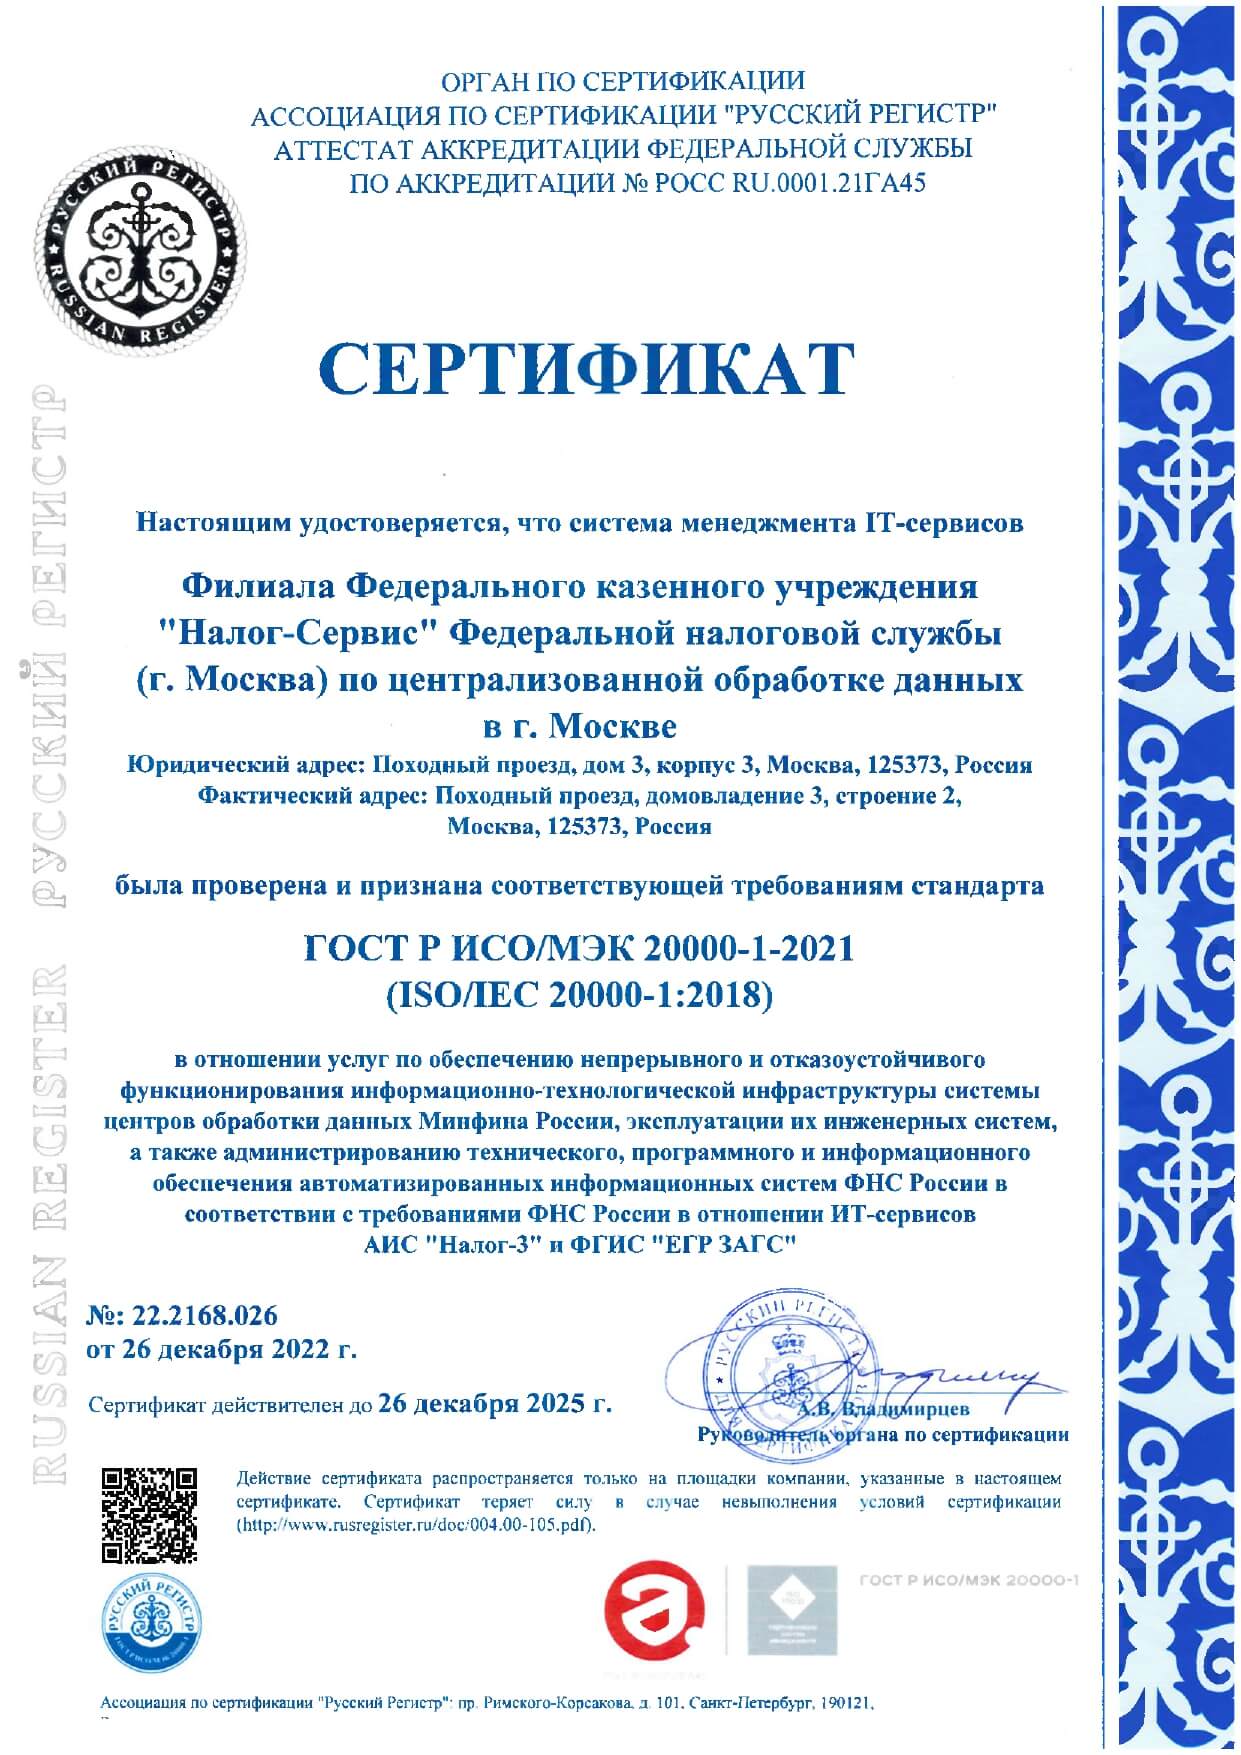 ОРГАН ПО СЕРТИФИКАЦИИ
АССОЦИАЦИЯ ПО СЕРТИФИКАЦИИ "РУССКИЙ РЕГИСТР"
АТТЕСТАТ АККРЕДИТАЦИИ ФЕДЕРАЛЬНОЙ СЛУЖБЫ
ПО АККРЕДИТАЦИИ № РОСС RU.0001.21ГА45
РУССКИЙ РЕГИСТР
RUSSIAN REGISTER
СЕРТИФИКАТ
РУССКИЙ РЕГИСТР
RUSSIAN REGISTER
Настоящим удостоверяется, что система менеджмента IT-сервисов
Филиала Федерального казенного учреждения
"Налог-Сервис" Федеральной налоговой службы
(г. Москва) по централизованной обработке данных
в г. Москве
Юридический адрес: Походный проезд, дом 3, корпус 3, Москва, 125373, Россия
Фактический адрес: Походный проезд, домовладение 3, строение 2,
Москва, 125373, Россия
была проверена и признана соответствующей требованиям стандарта
ГОСТ Р ИСО/МЭК 20000-1-2021
(ISO/IEC 20000-1:2018)
в отношении услуг по обеспечению непрерывного и отказоустойчивого
функционирования информационно-технологической инфраструктуры системы
центров обработки данных Минфина России, эксплуатации их инженерных систем,
а также администрированию технического, программного и информационного
обеспечения автоматизированных информационных систем ФНС России в
соответствии с требованиями ФНС России в отношении ИТ-сервисов
АИС "Налог-3" и ФГИС "ЕГР ЗАГС"
№: 22.2168.026
от 26 декабря 2022 г.
Сертификат действителен до 26 декабря 2025 г.
РУССКИЙ РЕГИСТР
А.В. Владимирцев
Руководитель органа по сертификации
Действие сертификата распространяется только на площадки компании, указанные в настоящем
сертификате. Сертификат теряет силу в случае невыполнения условий сертификации
(http://www.rusregister.ru/doc/004.00-105.pdf).
РУССКИЙ РЕГИСТР
ГОСТ Р ИСО/МЭК 20000-1
ГОСТ Р ИСО/МЭК 20000-1
Ассоциация по сертификации "Русский Регистр": пр. Римского-Корсакова, д. 101, Санкт-Петербург, 190121,